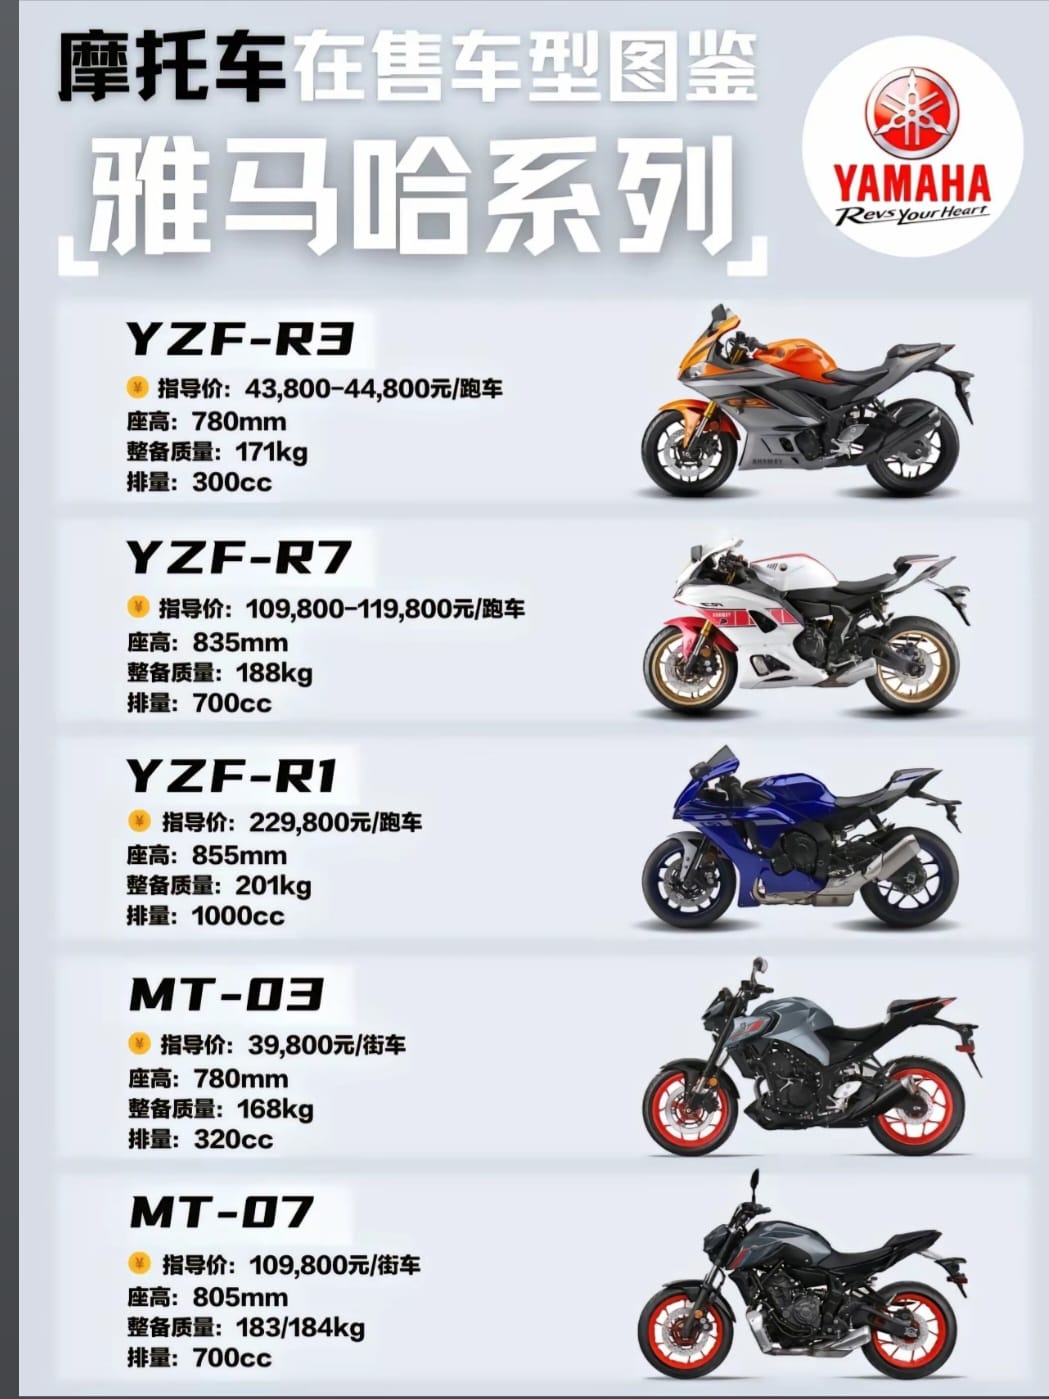 摩托车在售车型图鉴
雅马哈系列
YAMAHA
Revs Your Heart
YZF-R3
¥ 指导价：43,800-44,800元/跑车
座高：780mm
整备质量：171kg
排量：300cc
YZF-R7
¥ 指导价：109,800-119,800元/跑车
座高：835mm
整备质量：188kg
排量：700cc
YZF-R1
¥ 指导价：229,800元/跑车
座高：855mm
整备质量：201kg
排量：1000cc
MT-03
¥ 指导价：39,800元/街车
座高：780mm
整备质量：168kg
排量：320cc
MT-07
¥ 指导价：109,800元/街车
座高：805mm
整备质量：183/184kg
排量：700cc